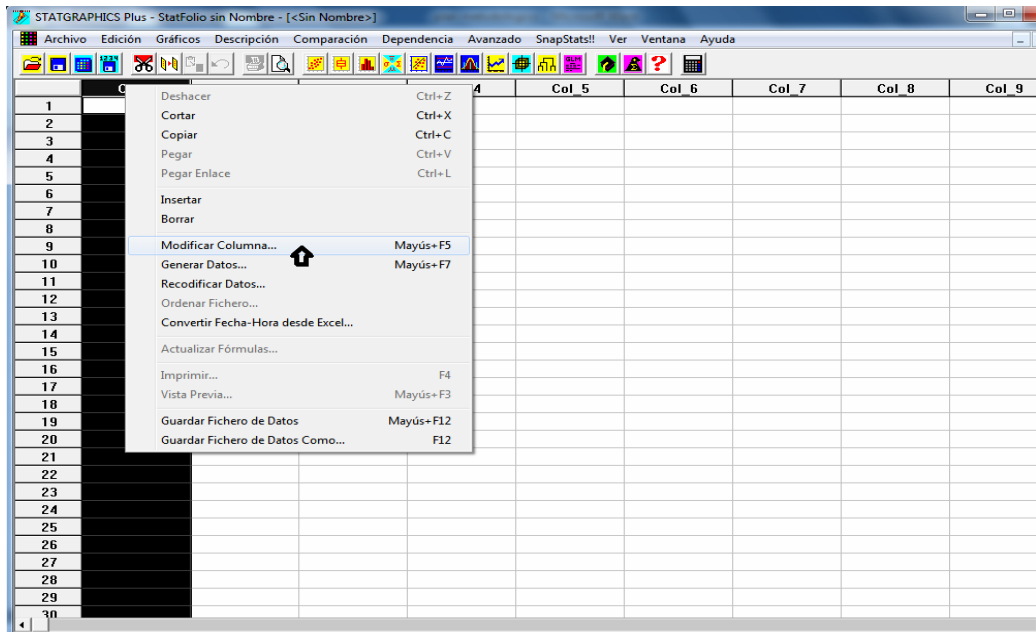 STATGRAPHICS Plus - StatFolio sin Nombre - [<Sin Nombre>]
Archivo Edición Gráficos Descripción Comparación Dependencia Avanzado SnapStats!! Ver Ventana Ayuda
C 4 Col_5 Col_6 Col_7 Col_8 Col_9
Deshacer Ctrl+Z
Cortar Ctrl+X
Copiar Ctrl+C
Pegar Ctrl+V
Pegar Enlace Ctrl+L
Insertar
Borrar
Modificar Columna... Mayús+F5
Generar Datos... Mayús+F7
Recodificar Datos...
Ordenar Fichero...
Convertir Fecha-Hora desde Excel...
Actualizar Fórmulas...
Imprimir... F4
Vista Previa... Mayús+F3
Guardar Fichero de Datos Mayús+F12
Guardar Fichero de Datos Como... F12
1
2
3
4
5
6
7
8
9
10
11
12
13
14
15
16
17
18
19
20
21
22
23
24
25
26
27
28
29
30